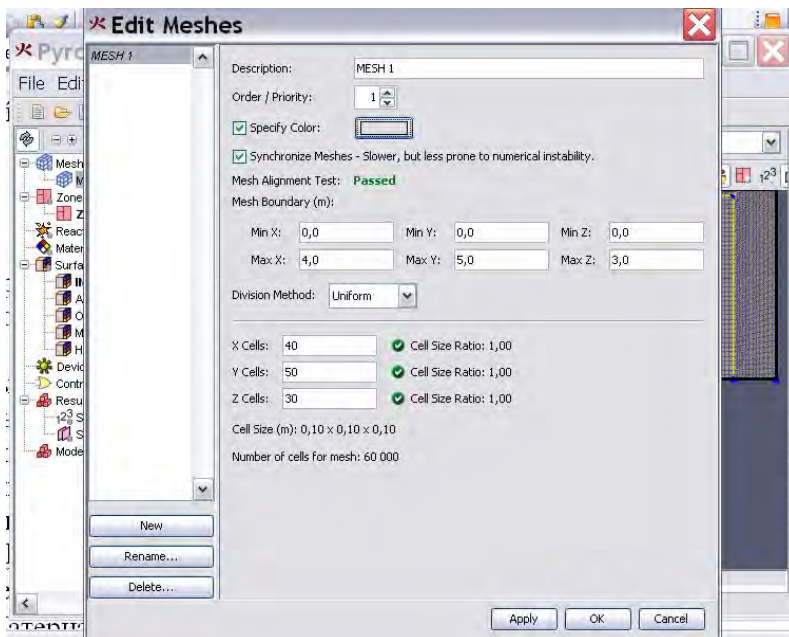 Edit Meshes
Pyro
File Edi
MESH 1
Description: MESH 1
Order / Priority: 1
Specify Color:
Synchronize Meshes - Slower, but less prone to numerical instability.
Mesh Alignment Test: Passed
Mesh Boundary (m):
Min X: 0,0 Min Y: 0,0 Min Z: 0,0
Max X: 4,0 Max Y: 5,0 Max Z: 3,0
Division Method: Uniform
X Cells: 40 Cell Size Ratio: 1,00
Y Cells: 50 Cell Size Ratio: 1,00
Z Cells: 30 Cell Size Ratio: 1,00
Cell Size (m): 0,10 x 0,10 x 0,10
Number of cells for mesh: 60 000
New
Rename...
Delete...
Apply OK Cancel
Mesh
M
Zone
Z
Reac
Mater
Surfa
IN
A
O
M
H
Devic
Contr
Resu
123 S
S
Mode
123